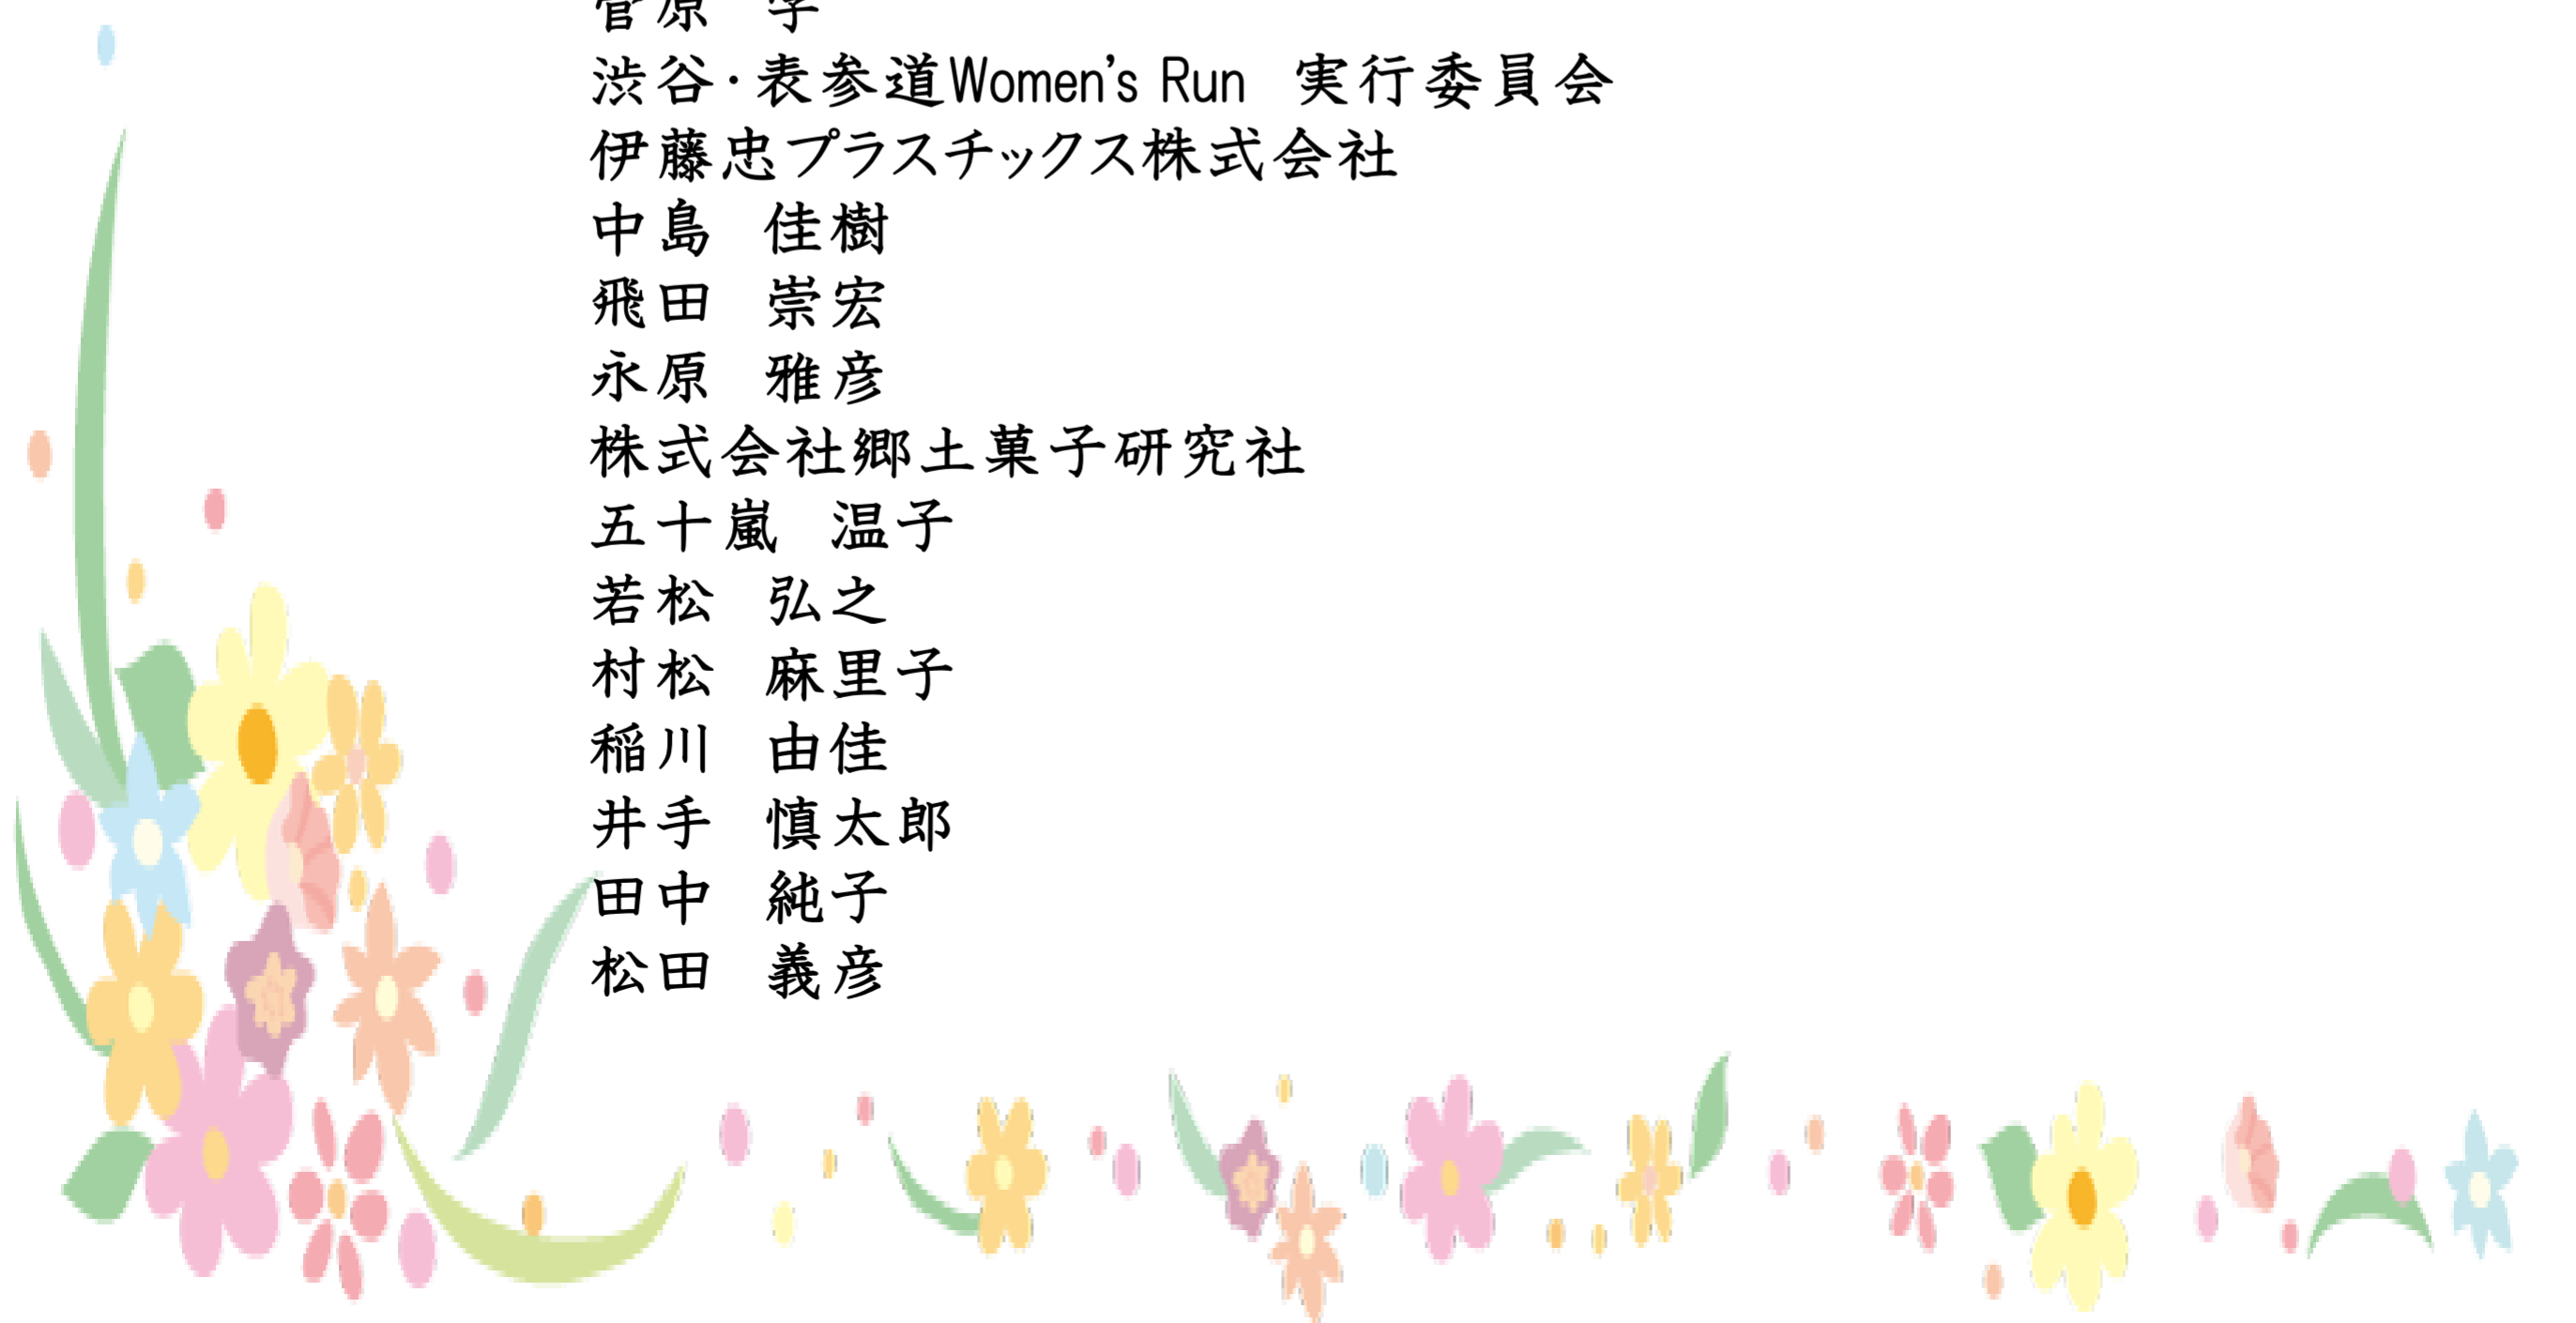 菅原　学
渋谷・表参道Women's Run　実行委員会
伊藤忠プラスチックス株式会社
中島　佳樹
飛田　崇宏
永原　雅彦
株式会社郷土菓子研究社
五十嵐　温子
若松　弘之
村松　麻里子
稲川　由佳
井手　慎太郎
田中　純子
松田　義彦